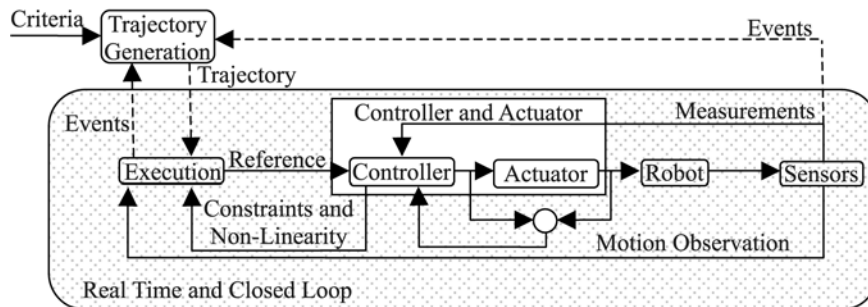 Criteria
Trajectory
Generation
Events
Trajectory
Controller and Actuator
Measurements
Events
Execution
Reference
Controller
Actuator
Robot
Sensors
Constraints and
Non-Linearity
Motion Observation
Real Time and Closed Loop